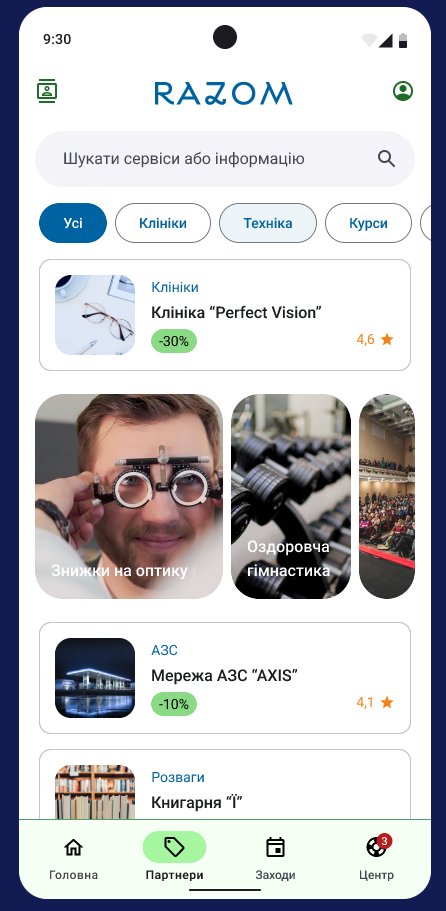 9:30
RAZOM
Шукати сервіси або інформацію
Усі
Клініки
Техніка
Курси
Клініки
Клініка “Perfect Vision”
-30%
4,6
Знижки на оптику
Оздоровча
гімнастика
АЗС
Мережа АЗС “AXIS”
-10%
4,1
Розваги
Книгарня “Ї”
3
Головна
Партнери
Заходи
Центр